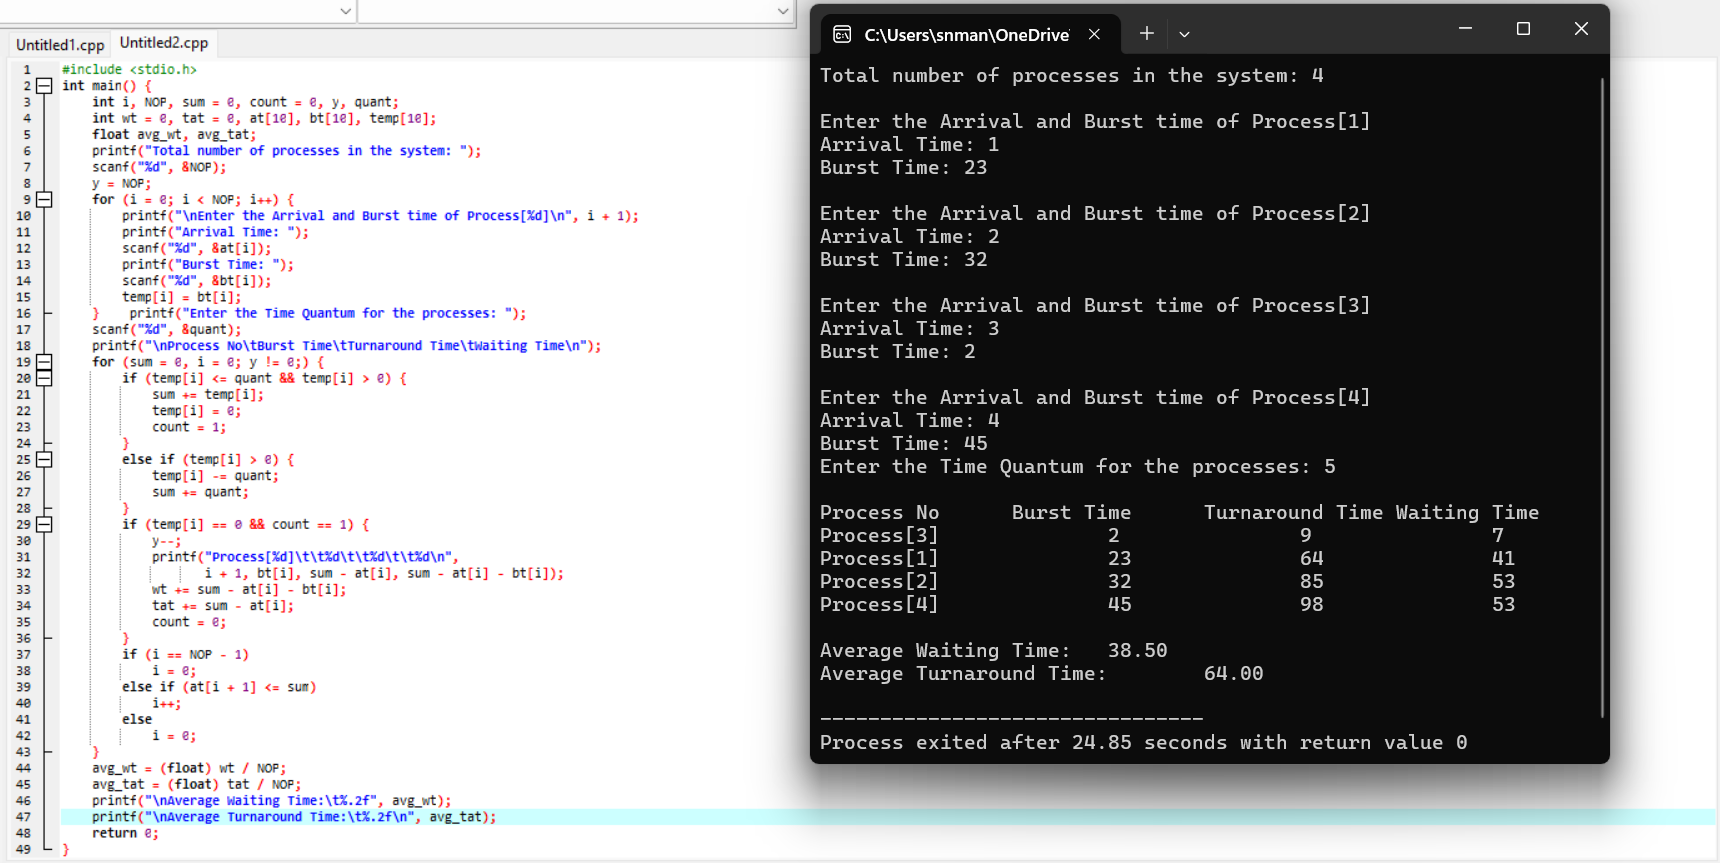 Untitled1.cpp Untitled2.cpp
1 #include <stdio.h>
2 int main() {
3 int i, NOP, sum = 0, count = 0, y, quant;
4 int wt = 0, tat = 0, at[10], bt[10], temp[10];
5 float avg_wt, avg_tat;
6 printf("Total number of processes in the system: ");
7 scanf("%d", &NOP);
8 y = NOP;
9 for (i = 0; i < NOP; i++) {
10 printf("\nEnter the Arrival and Burst time of Process[%d]\n", i + 1);
11 printf("Arrival Time: ");
12 scanf("%d", &at[i]);
13 printf("Burst Time: ");
14 scanf("%d", &bt[i]);
15 temp[i] = bt[i];
16 } printf("Enter the Time Quantum for the processes: ");
17 scanf("%d", &quant);
18 printf("\nProcess No\tBurst Time\tTurnaround Time\tWaiting Time\n");
19 for (sum = 0, i = 0; y != 0;) {
20 if (temp[i] <= quant && temp[i] > 0) {
21 sum += temp[i];
22 temp[i] = 0;
23 count = 1;
24 }
25 else if (temp[i] > 0) {
26 temp[i] -= quant;
27 sum += quant;
28 }
29 if (temp[i] == 0 && count == 1) {
30 y--;
31 printf("Process[%d]\t\t%d\t\t%d\t\t%d\n",
32 i + 1, bt[i], sum - at[i], sum - at[i] - bt[i]);
33 wt += sum - at[i] - bt[i];
34 tat += sum - at[i];
35 count = 0;
36 }
37 if (i == NOP - 1)
38 i = 0;
39 else if (at[i + 1] <= sum)
40 i++;
41 else
42 i = 0;
43 }
44 avg_wt = (float) wt / NOP;
45 avg_tat = (float) tat / NOP;
46 printf("\nAverage Waiting Time:\t%.2f", avg_wt);
47 printf("\nAverage Turnaround Time:\t%.2f\n", avg_tat);
48 return 0;
49 }
C:\Users\snman\OneDrive
Total number of processes in the system: 4
Enter the Arrival and Burst time of Process[1]
Arrival Time: 1
Burst Time: 23
Enter the Arrival and Burst time of Process[2]
Arrival Time: 2
Burst Time: 32
Enter the Arrival and Burst time of Process[3]
Arrival Time: 3
Burst Time: 2
Enter the Arrival and Burst time of Process[4]
Arrival Time: 4
Burst Time: 45
Enter the Time Quantum for the processes: 5
Process No Burst Time Turnaround Time Waiting Time
Process[3] 2 9 7
Process[1] 23 64 41
Process[2] 32 85 53
Process[4] 45 98 53
Average Waiting Time: 38.50
Average Turnaround Time: 64.00
--------------------------------
Process exited after 24.85 seconds with return value 0